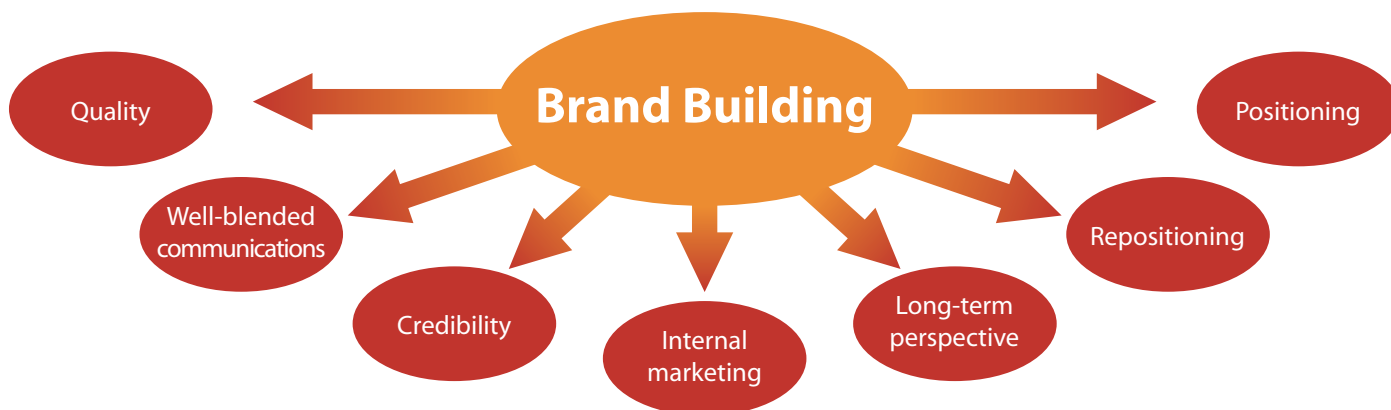 Brand Building
Quality
Positioning
Well-blended
communications
Repositioning
Credibility
Long-term
perspective
Internal
marketing